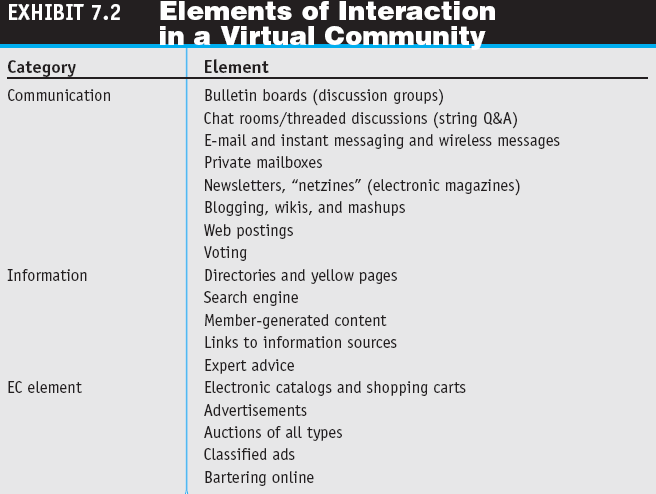 EXHIBIT 7.2 Elements of Interaction
in a Virtual Community
Category Element
Communication Bulletin boards (discussion groups)
Chat rooms/threaded discussions (string Q&A)
E-mail and instant messaging and wireless messages
Private mailboxes
Newsletters, “netzines” (electronic magazines)
Blogging, wikis, and mashups
Web postings
Voting
Information Directories and yellow pages
Search engine
Member-generated content
Links to information sources
Expert advice
EC element Electronic catalogs and shopping carts
Advertisements
Auctions of all types
Classified ads
Bartering online